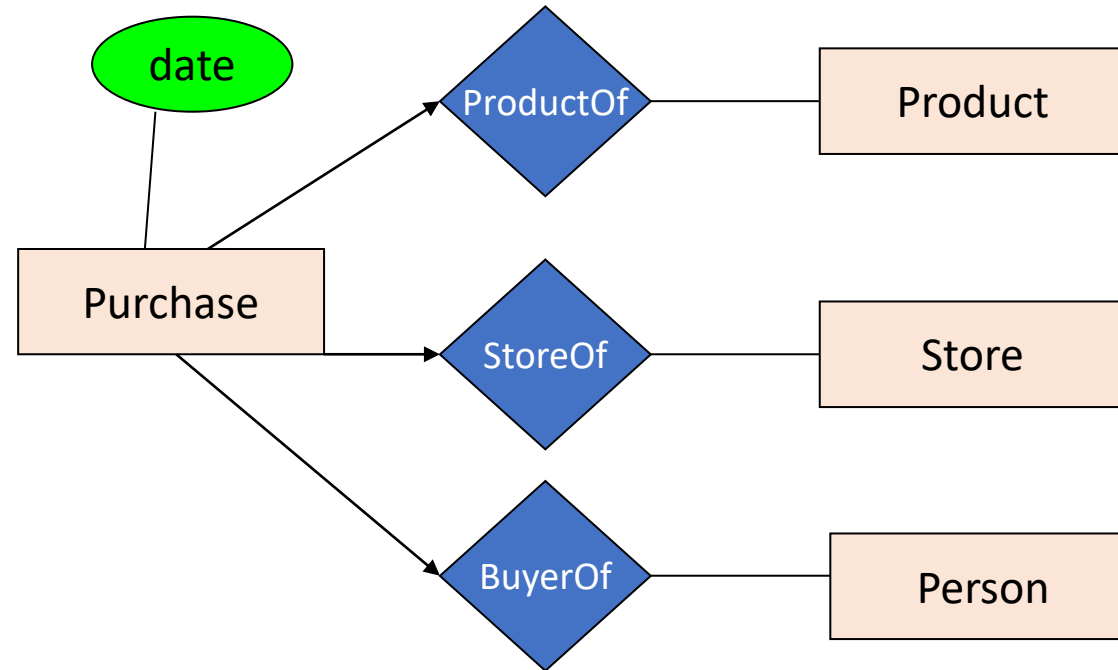 date
ProductOf
Product
Purchase
StoreOf
Store
BuyerOf
Person